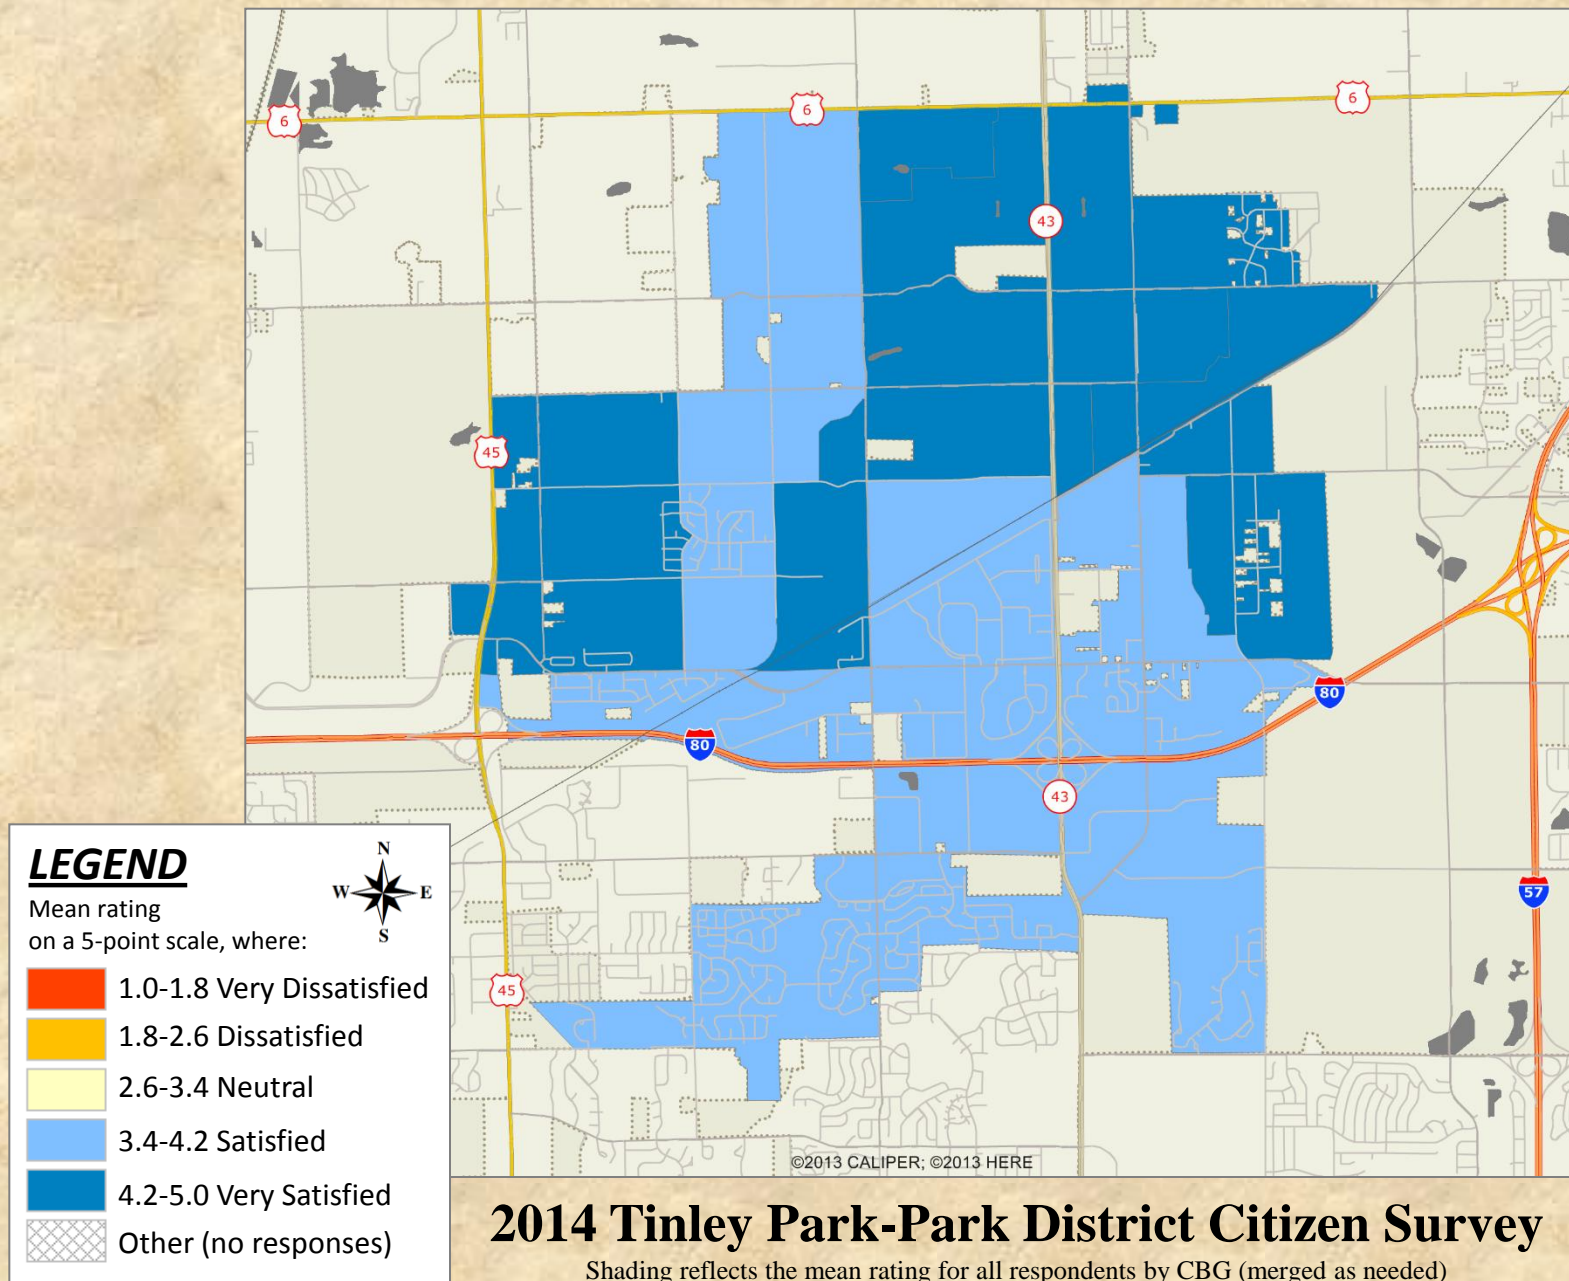 6
6
6
43
45
80
80
43
57
45
©2013 CALIPER; ©2013 HERE
LEGEND
N
W E
S
Mean rating
on a 5-point scale, where:
1.0-1.8 Very Dissatisfied
1.8-2.6 Dissatisfied
2.6-3.4 Neutral
3.4-4.2 Satisfied
4.2-5.0 Very Satisfied
Other (no responses)
2014 Tinley Park-Park District Citizen Survey
Shading reflects the mean rating for all respondents by CBG (merged as needed)